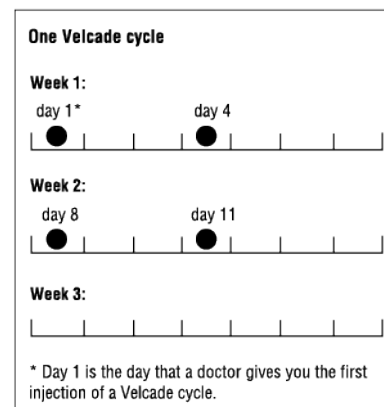 One Velcade cycle
Week 1:
day 1* day 4
Week 2:
day 8 day 11
Week 3:
* Day 1 is the day that a doctor gives you the first
injection of a Velcade cycle.